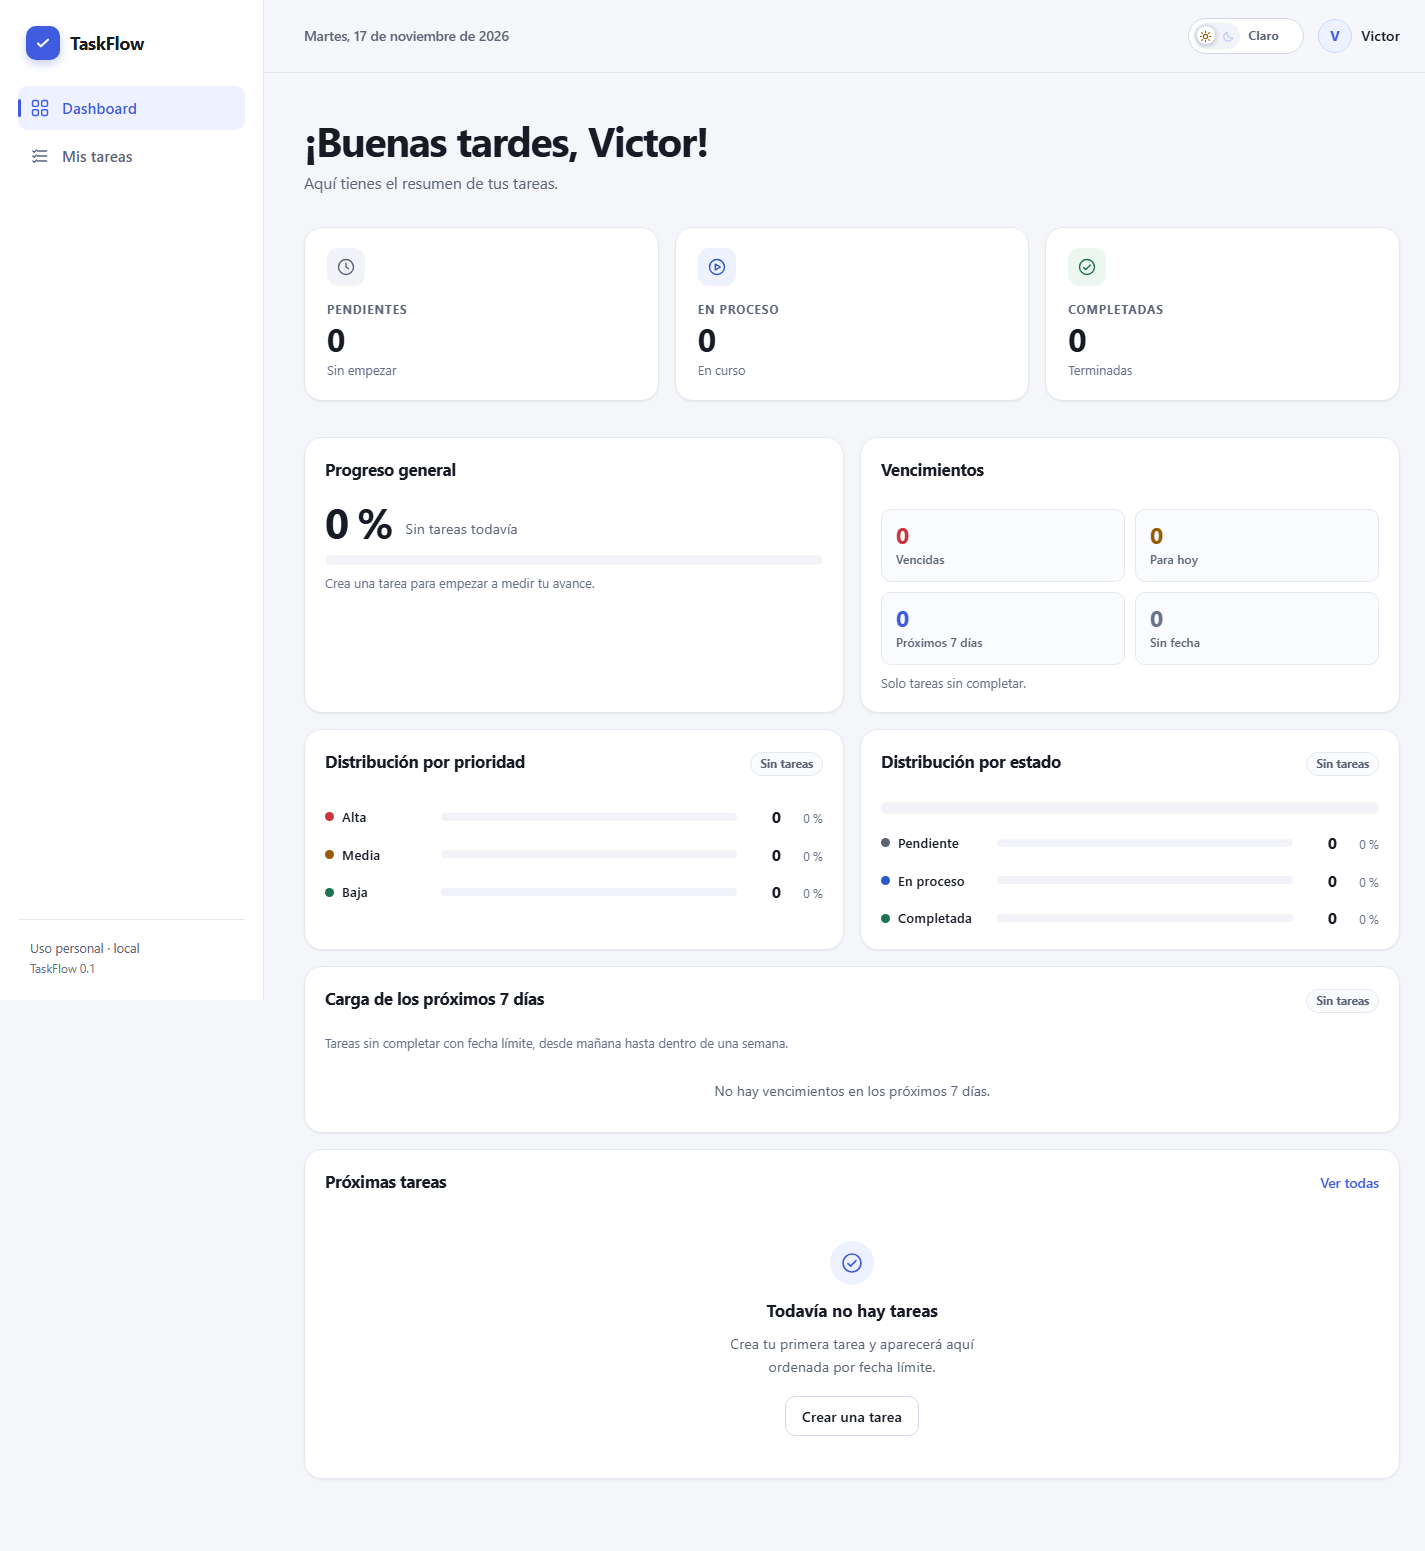 TaskFlow
Dashboard
Mis tareas
Uso personal · local
TaskFlow 0.1
Martes, 17 de noviembre de 2026
Claro
V
Victor
¡Buenas tardes, Victor!
Aquí tienes el resumen de tus tareas.
PENDIENTES
0
Sin empezar
EN PROCESO
0
En curso
COMPLETADAS
0
Terminadas
Progreso general
0 % Sin tareas todavía
Crea una tarea para empezar a medir tu avance.
Vencimientos
0
Vencidas
0
Para hoy
0
Próximos 7 días
0
Sin fecha
Solo tareas sin completar.
Distribución por prioridad Sin tareas
Alta 0 0 %
Media 0 0 %
Baja 0 0 %
Distribución por estado Sin tareas
Pendiente 0 0 %
En proceso 0 0 %
Completada 0 0 %
Carga de los próximos 7 días Sin tareas
Tareas sin completar con fecha límite, desde mañana hasta dentro de una semana.
No hay vencimientos en los próximos 7 días.
Próximas tareas Ver todas
Todavía no hay tareas
Crea tu primera tarea y aparecerá aquí
ordenada por fecha límite.
Crear una tarea